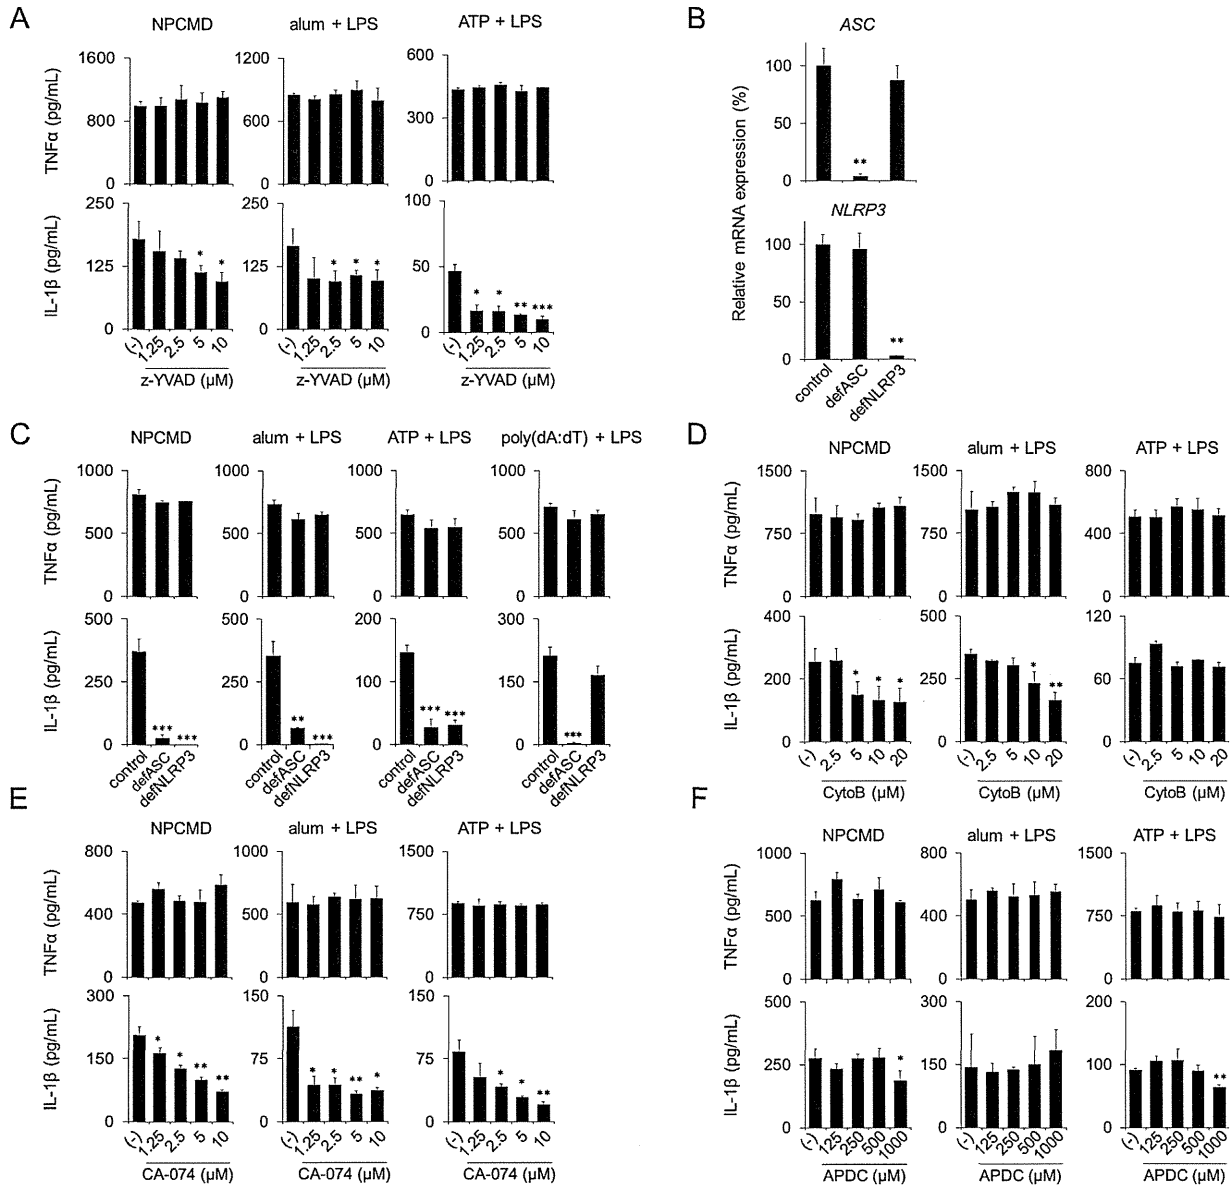 A
NPCMD
alum + LPS
ATP + LPS
TNFα (pg/mL)
1600
800
0
1200
600
0
600
300
0
IL-1β (pg/mL)
250
125
0
250
125
0
100
50
0
* *
* * *
* * ** ***
(-) 1.25 2.5 5 10
(-) 1.25 2.5 5 10
(-) 1.25 2.5 5 10
z-YVAD (μM)
z-YVAD (μM)
z-YVAD (μM)
B
ASC
Relative mRNA expression (%)
100
50
0
**
NLRP3
100
50
0
**
control defASC defNLRP3
C
NPCMD
alum + LPS
ATP + LPS
poly(dA:dT) + LPS
TNFα (pg/mL)
1000
500
0
1000
500
0
1000
500
0
1000
500
0
IL-1β (pg/mL)
500
250
0
500
250
0
200
100
0
300
150
0
*** ***
** ***
*** ***
***
control defASC defNLRP3
control defASC defNLRP3
control defASC defNLRP3
control defASC defNLRP3
D
NPCMD
alum + LPS
ATP + LPS
TNFα (pg/mL)
1500
750
0
1500
750
0
800
400
0
IL-1β (pg/mL)
400
200
0
500
250
0
120
60
0
* * *
* **
(-) 2.5 5 10 20
(-) 2.5 5 10 20
(-) 2.5 5 10 20
CytoB (μM)
CytoB (μM)
CytoB (μM)
E
NPCMD
alum + LPS
ATP + LPS
TNFα (pg/mL)
800
400
0
1000
500
0
1500
750
0
IL-1β (pg/mL)
300
150
0
150
75
0
150
75
0
* * ** **
* * ** *
* * **
(-) 1.25 2.5 5 10
(-) 1.25 2.5 5 10
(-) 1.25 2.5 5 10
CA-074 (μM)
CA-074 (μM)
CA-074 (μM)
F
NPCMD
alum + LPS
ATP + LPS
TNFα (pg/mL)
1000
500
0
800
400
0
1500
750
0
IL-1β (pg/mL)
500
250
0
300
150
0
200
100
0
*
**
(-) 125 250 500 1000
(-) 125 250 500 1000
(-) 125 250 500 1000
APDC (μM)
APDC (μM)
APDC (μM)